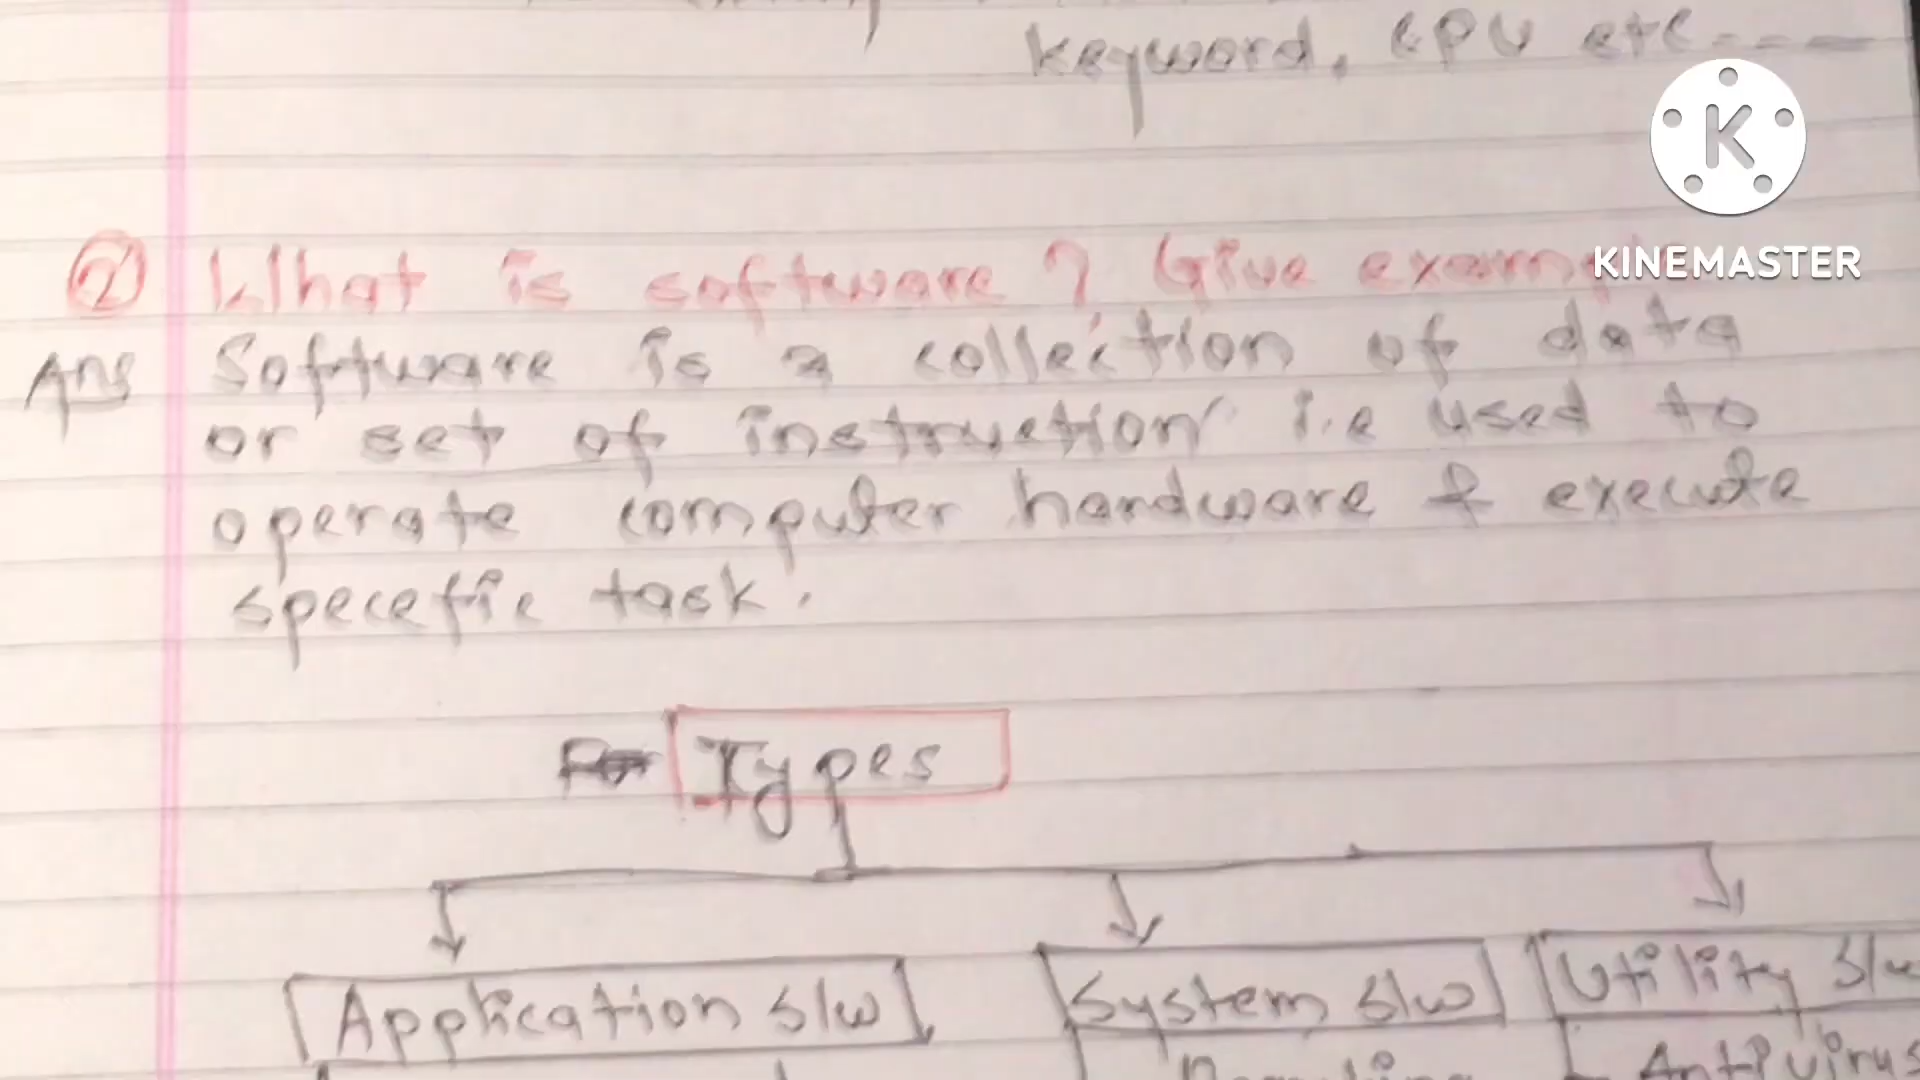 keyword, CPU etc----
KINEMASTER
② What is software? Give
Ans Software is a collection of data
or set of instruction i.e used to
operate computer hardware & execute
specefic task.
Types
Application S/w System S/w Utility S/w
Antivirus